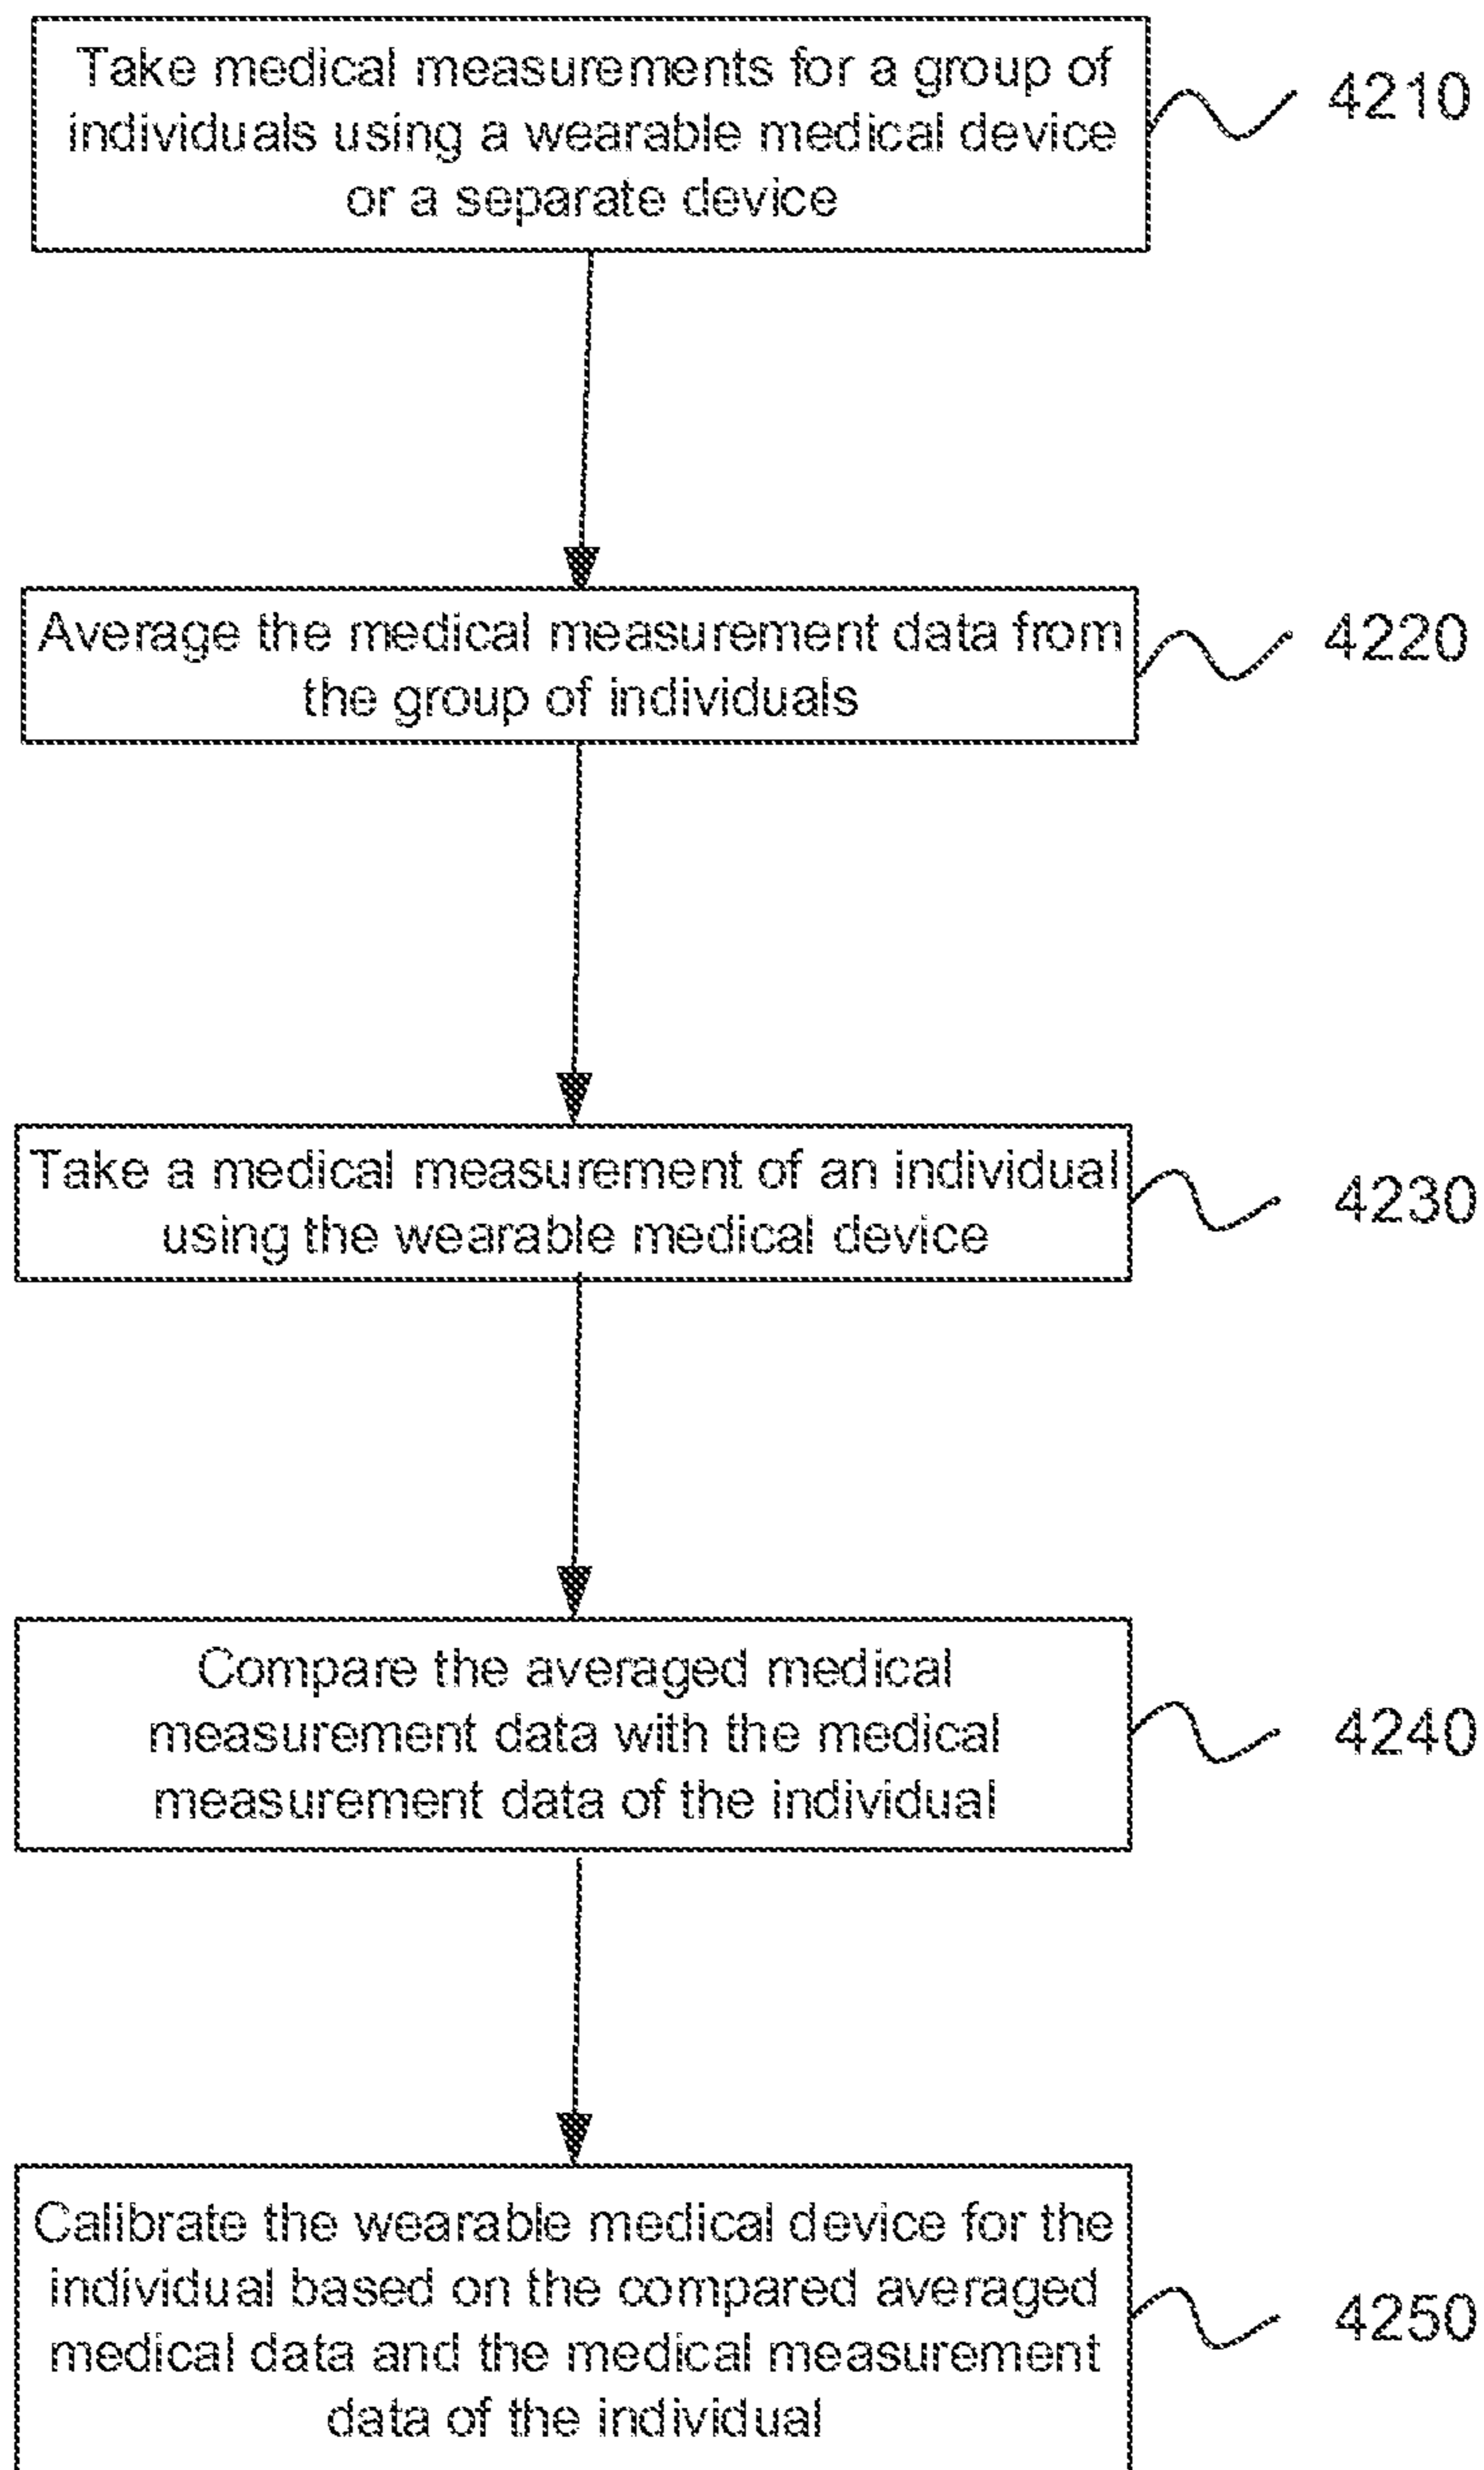 Take medical measurements for a group of
individuals using a wearable medical device
or a separate device
4210
Average the medical measurement data from
the group of individuals
4220
Take a medical measurement of an individual
using the wearable medical device
4230
Compare the averaged medical
measurement data with the medical
measurement data of the individual
4240
Calibrate the wearable medical device for the
individual based on the compared averaged
medical data and the medical measurement
data of the individual
4250